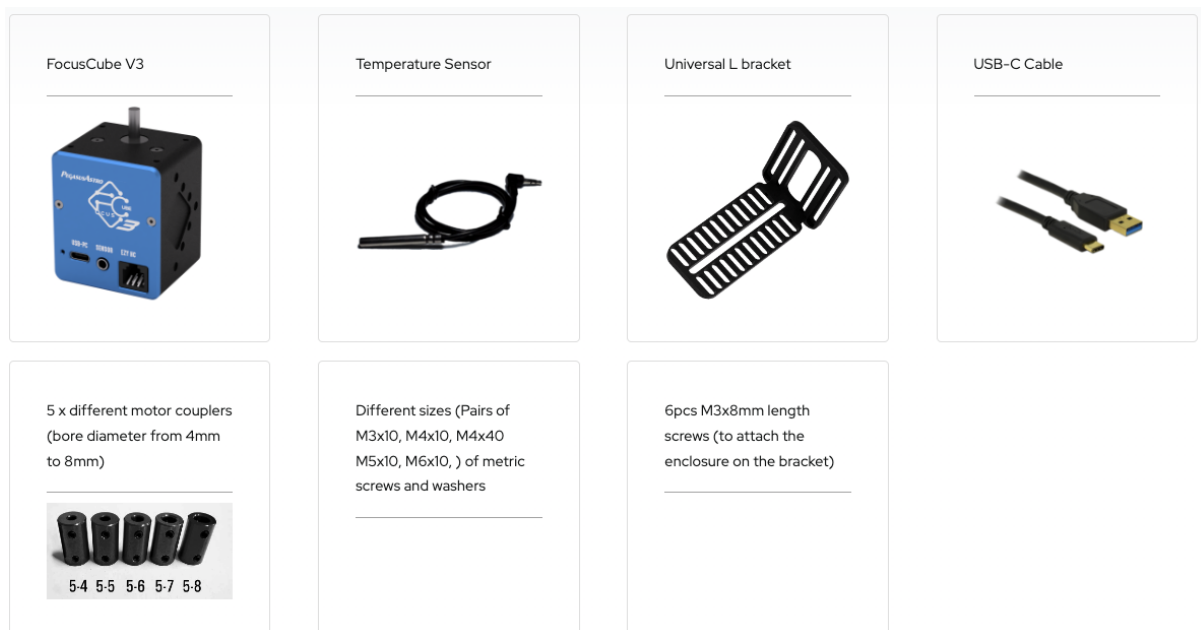 FocusCube V3
PegasusAstro
USB-PC SENSOR EZY DC
Temperature Sensor
Universal L bracket
USB-C Cable
5 x different motor couplers
(bore diameter from 4mm
to 8mm)
5-4 5-5 5-6 5-7 5-8
Different sizes (Pairs of
M3x10, M4x10, M4x40
M5x10, M6x10, ) of metric
screws and washers
6pcs M3x8mm length
screws (to attach the
enclosure on the bracket)